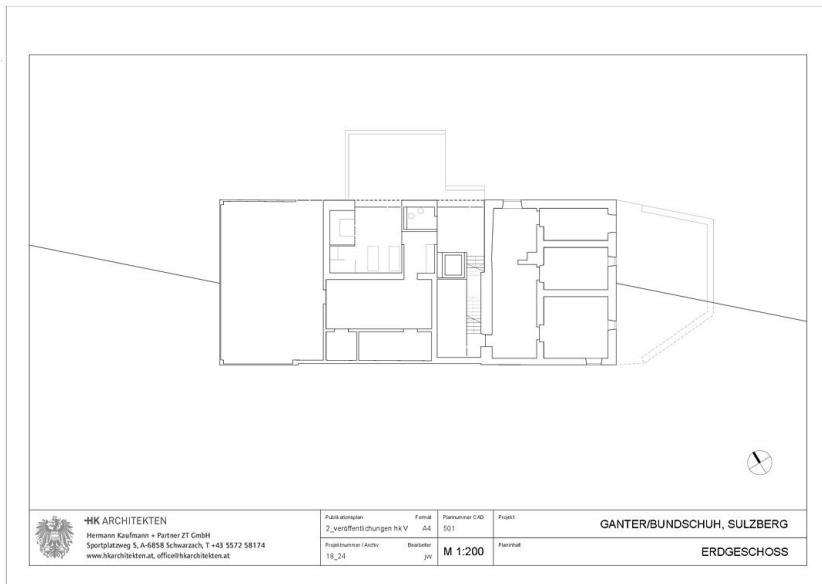 HK ARCHITEKTEN
Hermann Kaufmann + Partner ZT GmbH
Sportplatzweg 5, A-6858 Schwarzach, T +43 5572 58174
www.hkarchitekten.at, office@hkarchitekten.at
Publikationsplan Format
2_veröffentlichungen hk V A4
Projektnummer / Archiv Bearbeiter
18_24 jw
Plannummer CAD
501
M 1:200
Projekt
GANTER/BUNDSCHUH, SULZBERG
Planinhalt
ERDGESCHOSS